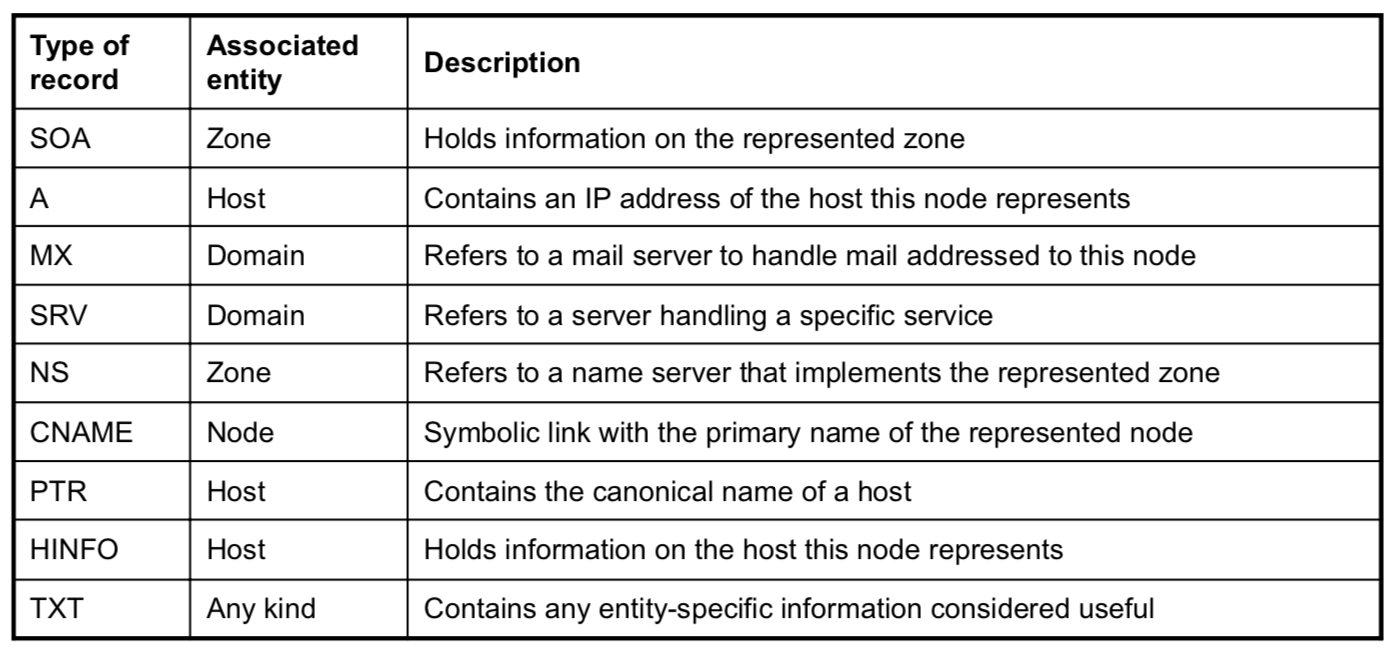 Type of record Associated entity Description
SOA Zone Holds information on the represented zone
A Host Contains an IP address of the host this node represents
MX Domain Refers to a mail server to handle mail addressed to this node
SRV Domain Refers to a server handling a specific service
NS Zone Refers to a name server that implements the represented zone
CNAME Node Symbolic link with the primary name of the represented node
PTR Host Contains the canonical name of a host
HINFO Host Holds information on the host this node represents
TXT Any kind Contains any entity-specific information considered useful